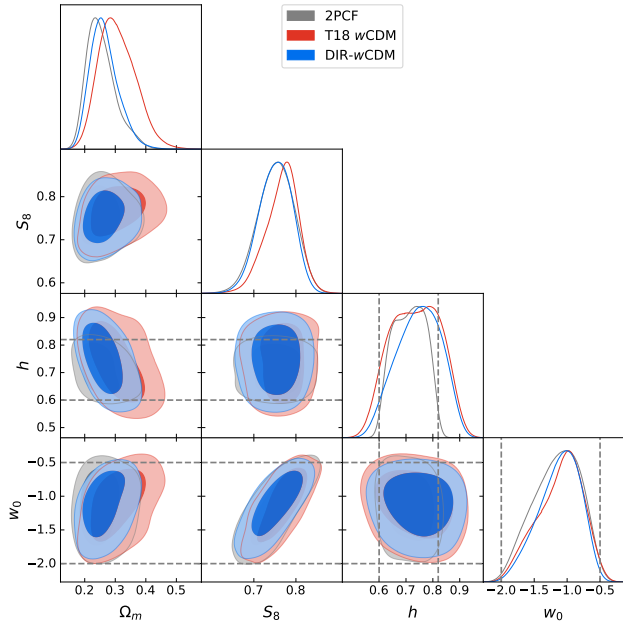 2PCF
T18 wCDM
DIR-wCDM
S₈
0.8
0.7
0.6
h
0.9
0.8
0.7
0.6
0.5
w₀
−0.5
−1.0
−1.5
−2.0
0.2 0.3 0.4 0.5
0.7 0.8
0.6 0.7 0.8 0.9
−2.0 −1.5 −1.0 −0.5
Ωₘ
S₈
h
w₀